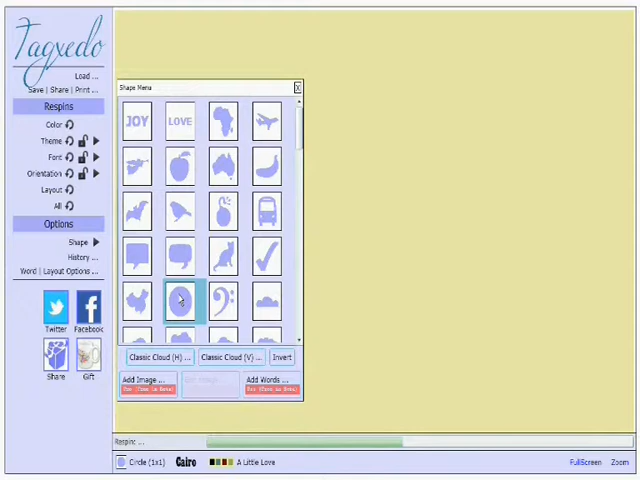 Tagxedo
Load ...
Save | Share | Print ...
Respins
Color
Theme
Font
Orientation
Layout
All
Options
Shape
History ...
Word | Layout Options ...
Twitter
Facebook
Share
Gift
Shape Menu
X
JOY
LOVE
Classic Cloud (H) ...
Classic Cloud (V) ...
Invert
Add Image ...
Add Words ...
Respin: ...
Circle (1x1)
Cairo
A Little Love
FullScreen
Zoom